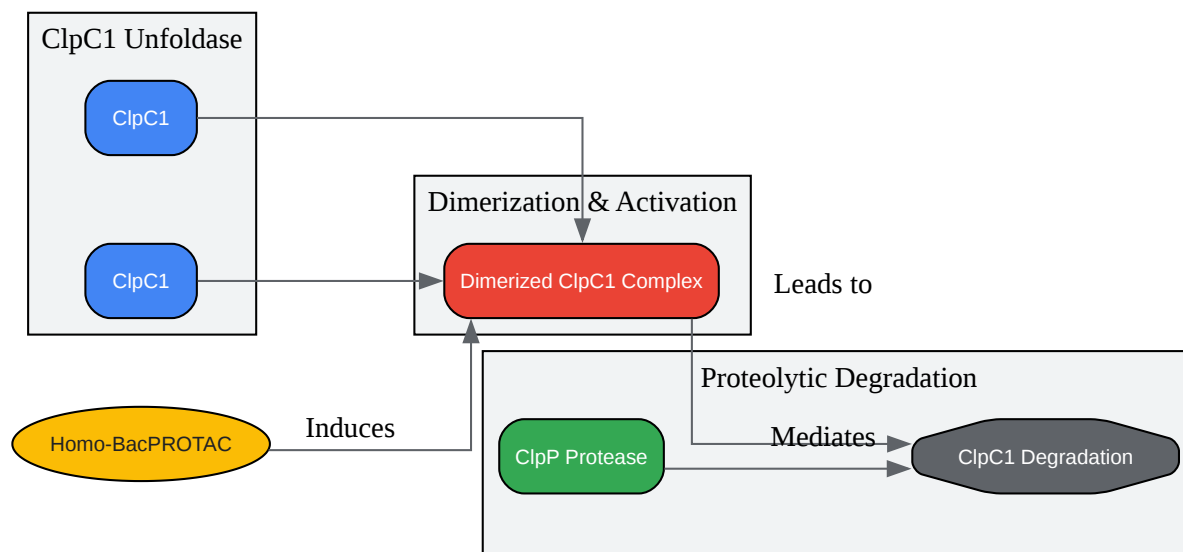 ClpC1 Unfoldase
ClpC1
Dimerization & Activation
ClpC1
Dimerized ClpC1 Complex
Leads to
Proteolytic Degradation
Homo-BacPROTAC
Induces
ClpP Protease
Mediates
ClpC1 Degradation